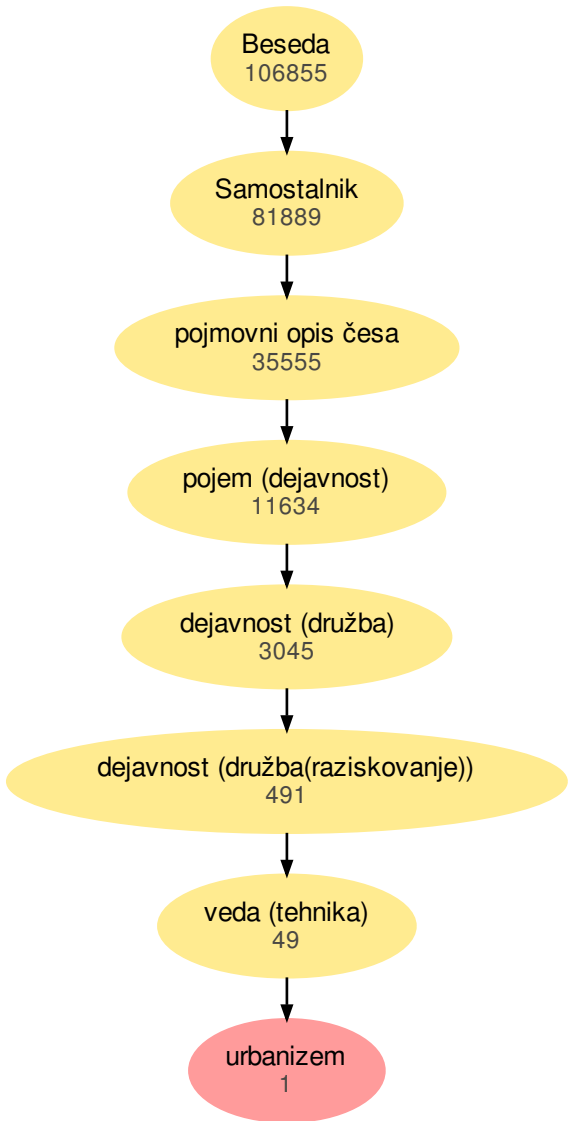 Beseda
106855
Samostalnik
81889
pojmovni opis česa
35555
pojem (dejavnost)
11634
dejavnost (družba)
3045
dejavnost (družba(raziskovanje))
491
veda (tehnika)
49
urbanizem
1